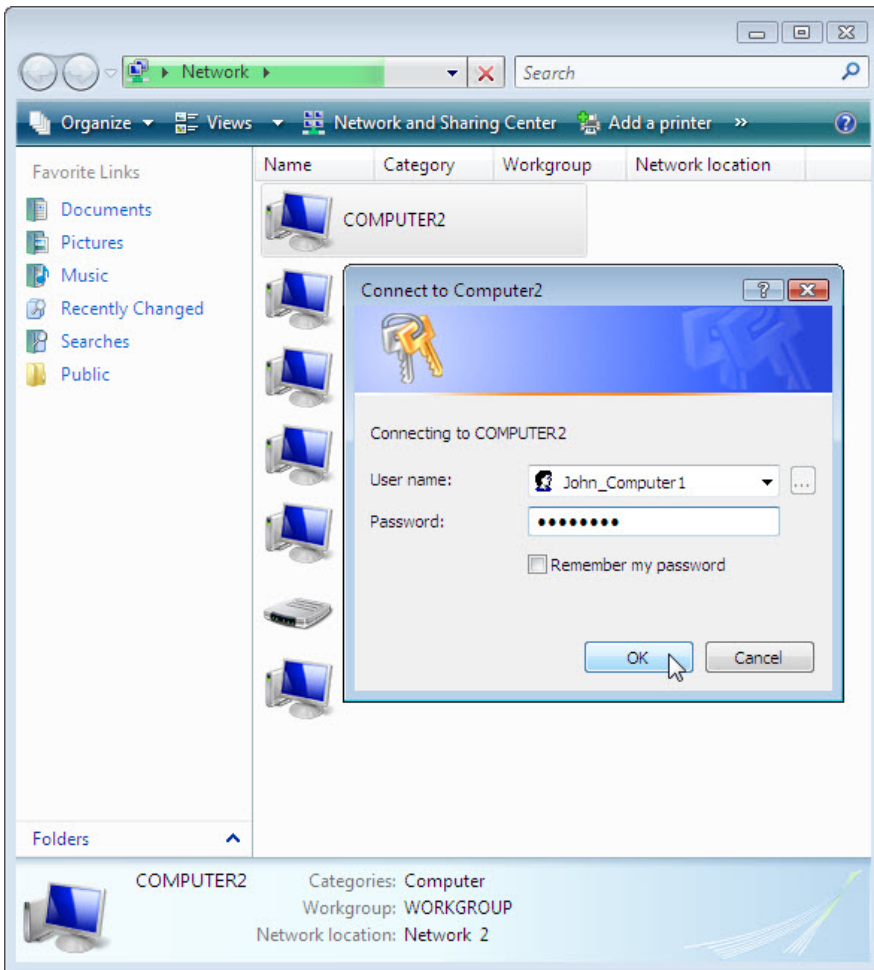 Network
Search
Organize Views Network and Sharing Center Add a printer »
Favorite Links
Documents
Pictures
Music
Recently Changed
Searches
Public
Folders
Name Category Workgroup Network location
COMPUTER2
Connect to Computer2
Connecting to COMPUTER2
User name: John_Computer1 ...
Password: ••••••••
Remember my password
OK Cancel
COMPUTER2
Categories: Computer
Workgroup: WORKGROUP
Network location: Network 2